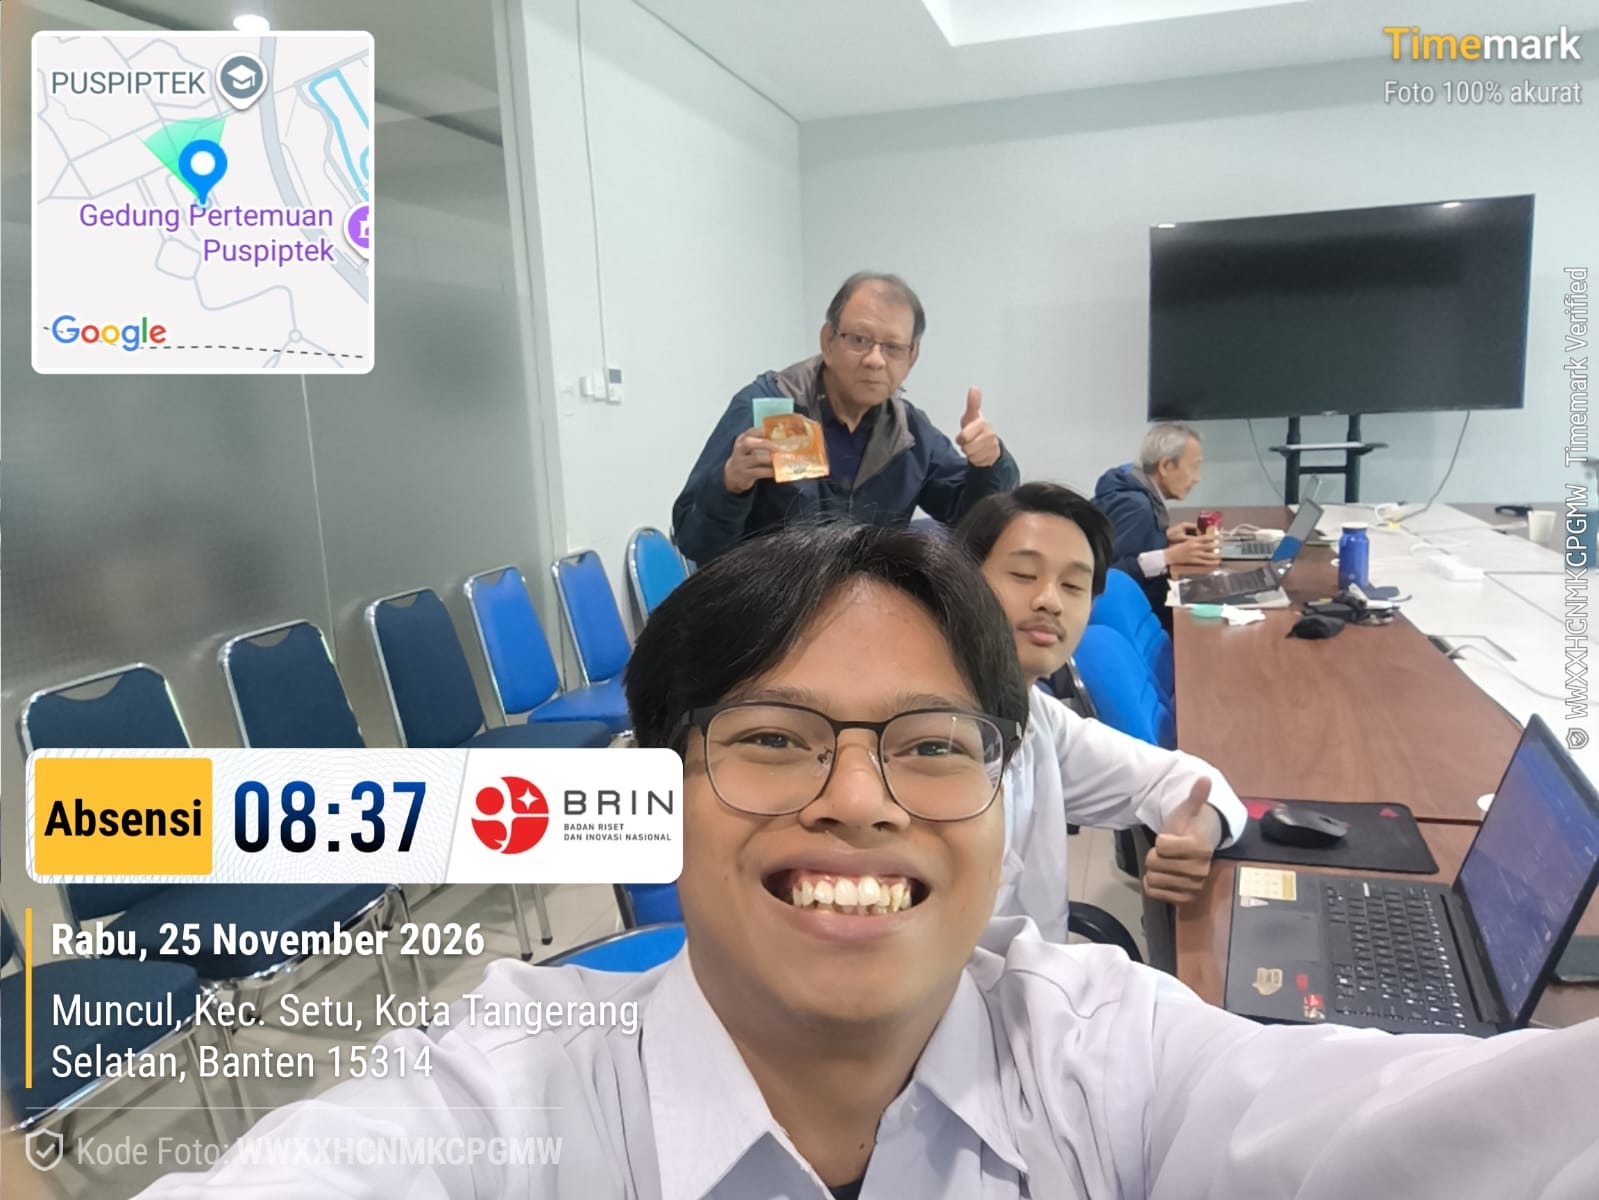 PUSPIPTEK
Gedung Pertemuan
Puspiptek
Google
Timemark
Foto 100% akurat
WWXXHCNMKCPGMW Timemark Verified
Absensi
08:37
BRIN
BADAN RISET
DAN INOVASI NASIONAL
Rabu, 25 November 2026
Muncul, Kec. Setu, Kota Tangerang
Selatan, Banten 15314
Kode Foto: WWXXHCNMKCPGMW